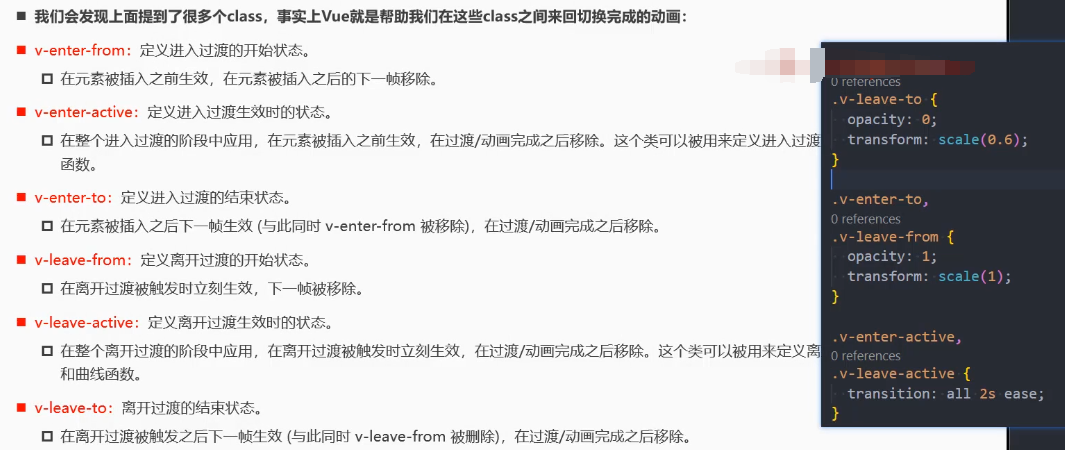 我们会发现上面提到了很多个class，事实上Vue就是帮助我们在这些class之间来回切换完成的动画：
v-enter-from：定义进入过渡的开始状态。
在元素被插入之前生效，在元素被插入之后的下一帧移除。
v-enter-active：定义进入过渡生效时的状态。
在整个进入过渡的阶段中应用，在元素被插入之前生效，在过渡/动画完成之后移除。这个类可以被用来定义进入过渡
函数。
v-enter-to：定义进入过渡的结束状态。
在元素被插入之后下一帧生效 (与此同时 v-enter-from 被移除)，在过渡/动画完成之后移除。
v-leave-from：定义离开过渡的开始状态。
在离开过渡被触发时立刻生效，下一帧被移除。
v-leave-active：定义离开过渡生效时的状态。
在整个离开过渡的阶段中应用，在离开过渡被触发时立刻生效，在过渡/动画完成之后移除。这个类可以被用来定义离
和曲线函数。
v-leave-to：离开过渡的结束状态。
在离开过渡被触发之后下一帧生效 (与此同时 v-leave-from 被删除)，在过渡/动画完成之后移除。
0 references
.v-leave-to {
opacity: 0;
transform: scale(0.6);
}
.v-enter-to,
0 references
.v-leave-from {
opacity: 1;
transform: scale(1);
}
.v-enter-active,
0 references
.v-leave-active {
transition: all 2s ease;
}